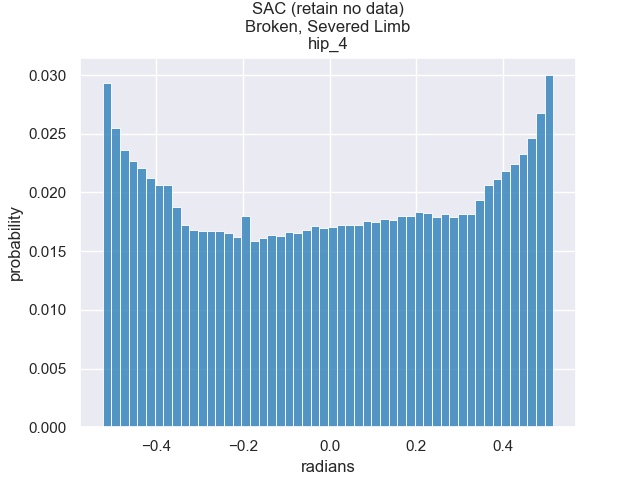 SAC (retain no data)
Broken, Severed Limb
hip_4
0.030
0.025
0.020
0.015
0.010
0.005
0.000
probability
−0.4
−0.2
0.0
0.2
0.4
radians